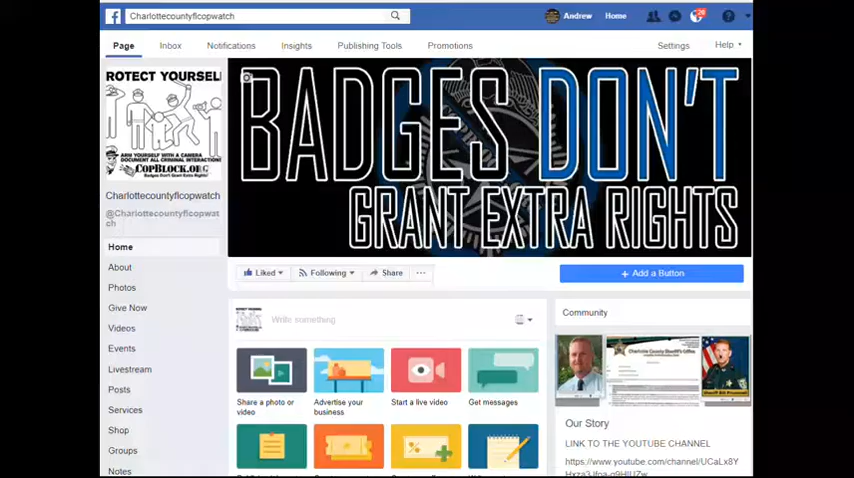 Charlottecountyflcopwatch
Andrew Home
Page Inbox Notifications Insights Publishing Tools Promotions Settings Help
ROTECT YOURSEL
ARM YOURSELF WITH A CAMERA
DOCUMENT ALL CRIMINAL INTERACTIONS
COPBLOCK.ORG
Badges Don't Grant Extra Rights!
BADGES DON'T
GRANT EXTRA RIGHTS
Charlottecountyflcopwatch
@Charlottecountyflcopwat
ch
Home
About
Photos
Give Now
Videos
Events
Livestream
Posts
Services
Shop
Groups
Notes
Liked Following Share ... + Add a Button
Write something
Share a photo or
video
Advertise your
business
Start a live video
Get messages
Community
Charlotte County Sheriff's Office
Our Story
LINK TO THE YOUTUBE CHANNEL
https://www.youtube.com/channel/UCaLx8Y